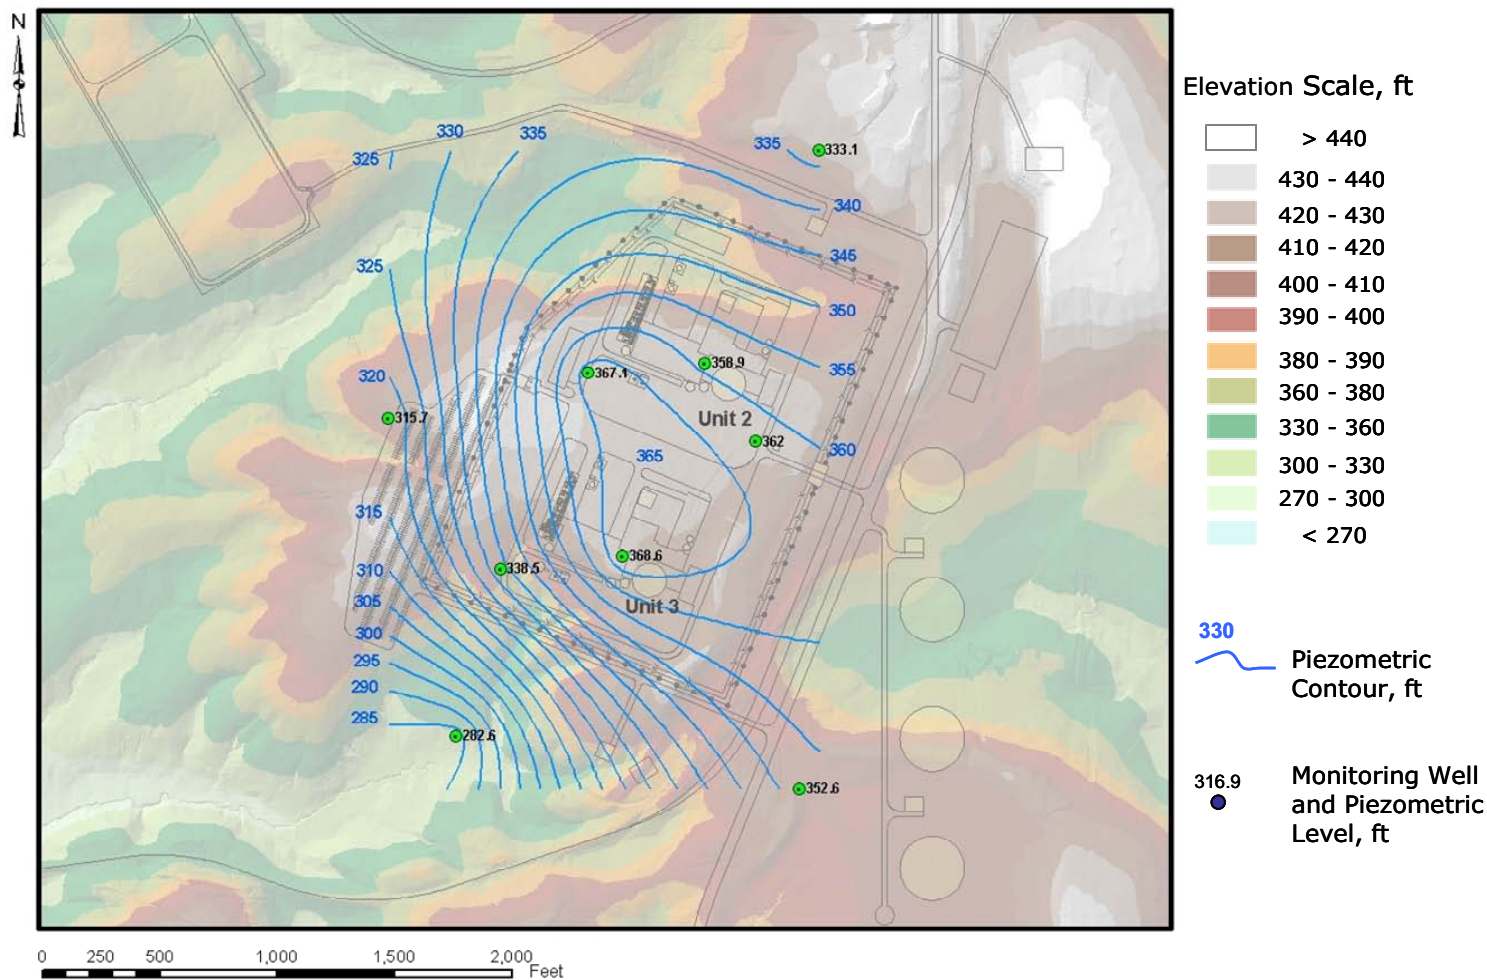 N
330
335
325
335
333.1
340
345
325
350
355
358.9
367.1
320
315.7
Unit 2
362
365
360
315
368.6
338.5
310
305
Unit 3
300
295
290
285
282.6
352.6
Elevation Scale, ft
> 440
430 - 440
420 - 430
410 - 420
400 - 410
390 - 400
380 - 390
360 - 380
330 - 360
300 - 330
270 - 300
< 270
330
Piezometric
Contour, ft
316.9
Monitoring Well
and Piezometric
Level, ft
0 250 500 1,000 1,500 2,000
Feet